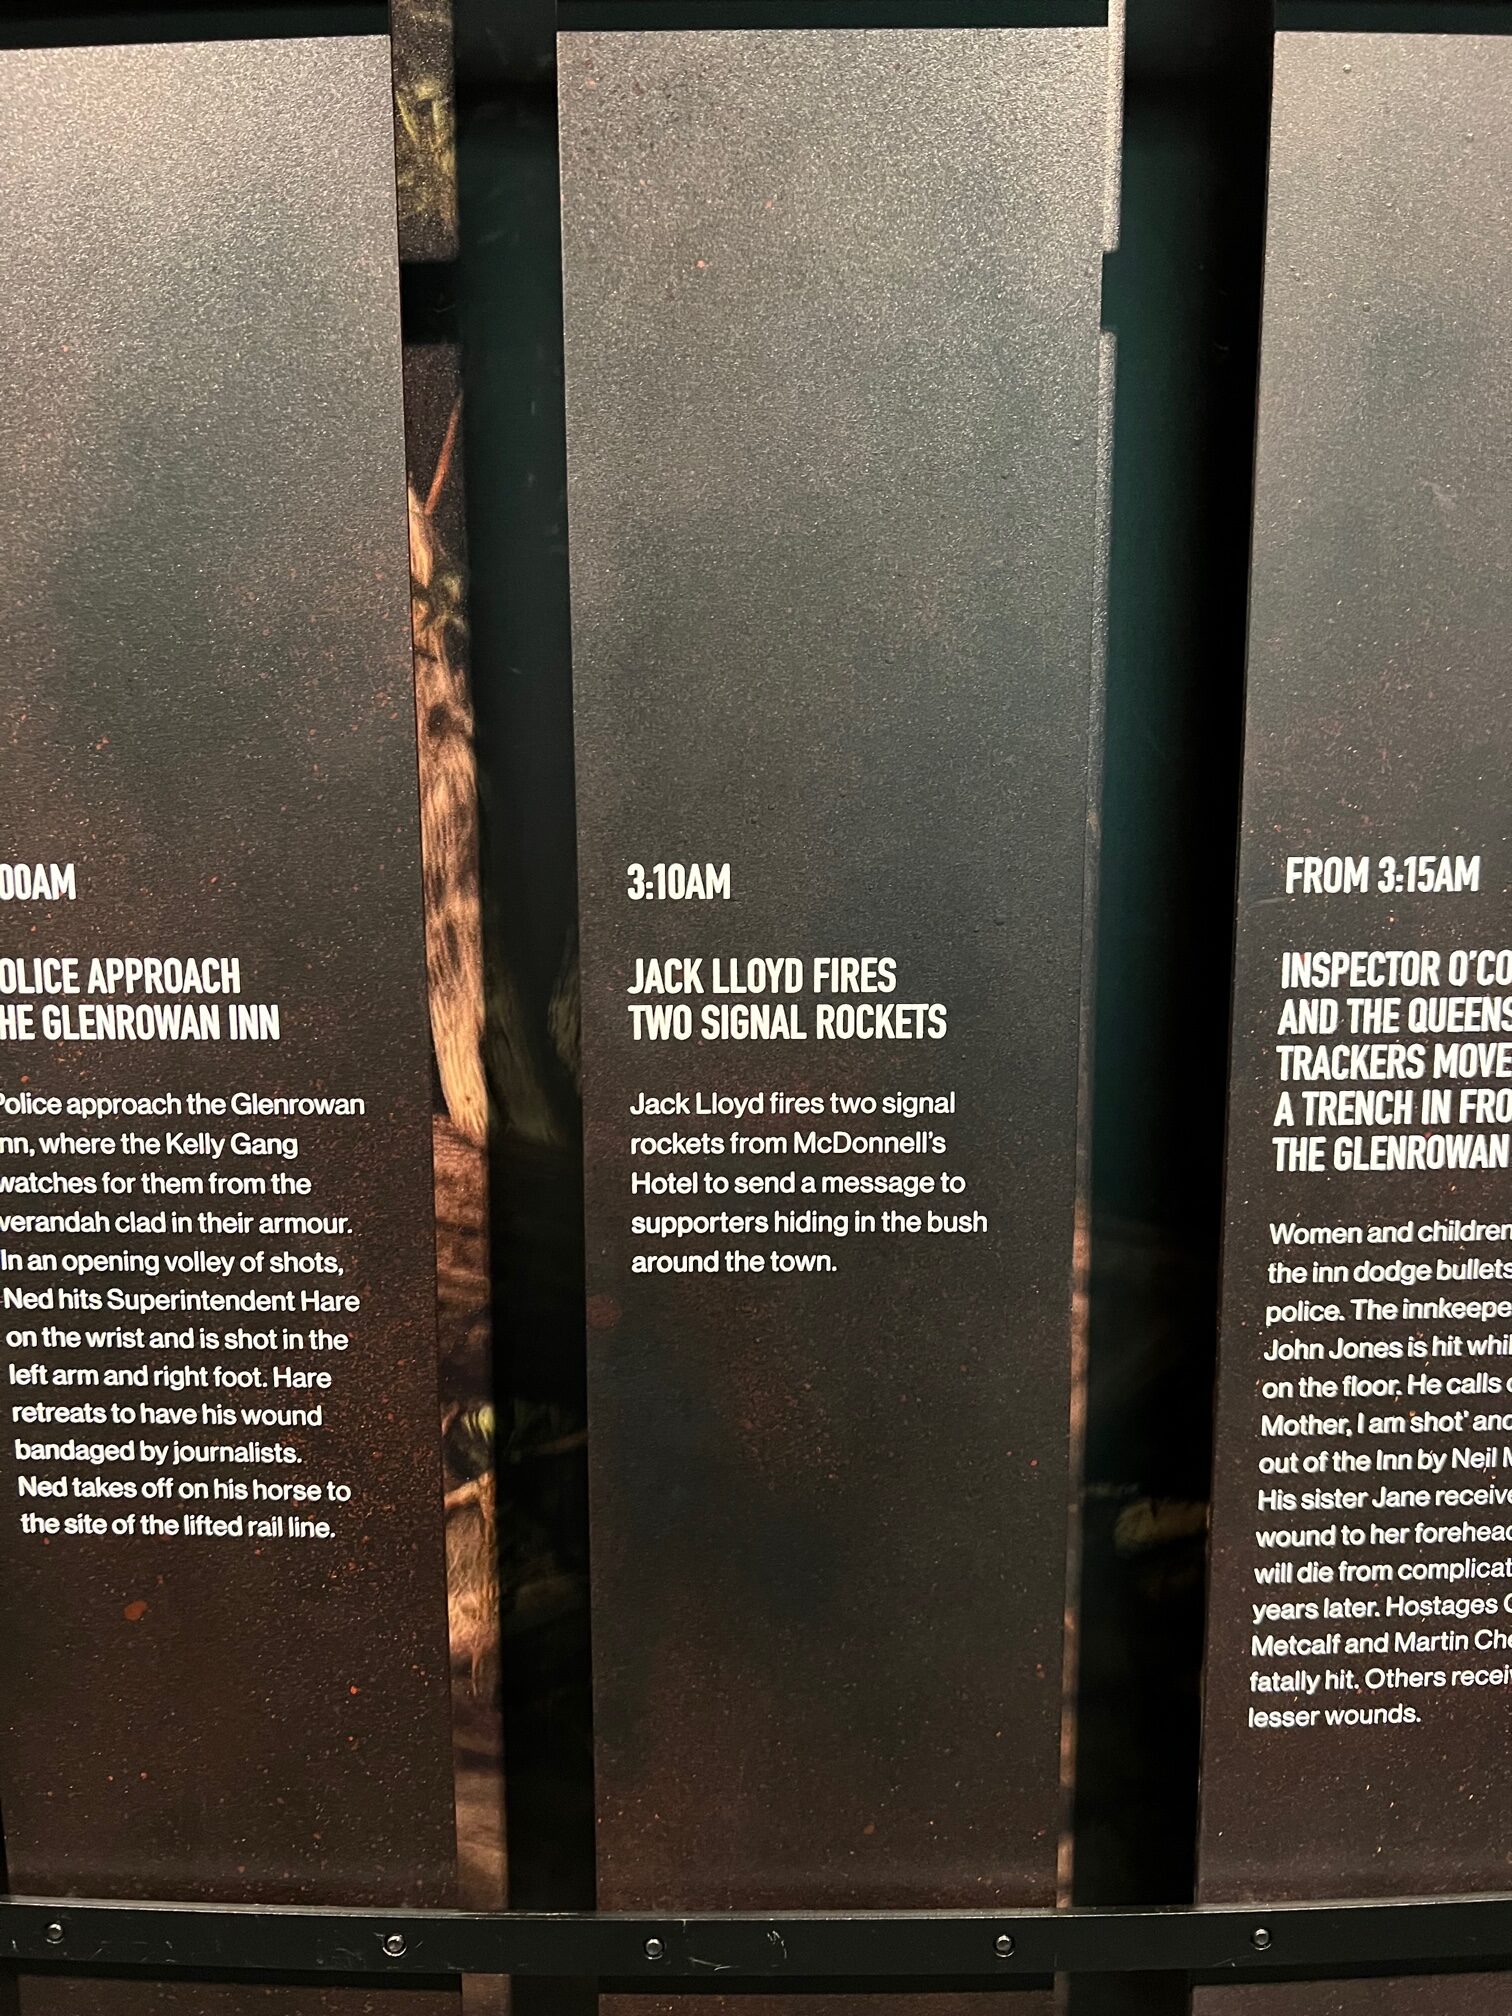 00AM
OLICE APPROACH
HE GLENROWAN INN
Police approach the Glenrowan
nn, where the Kelly Gang
watches for them from the
verandah clad in their armour.
In an opening volley of shots,
Ned hits Superintendent Hare
on the wrist and is shot in the
left arm and right foot. Hare
retreats to have his wound
bandaged by journalists.
Ned takes off on his horse to
the site of the lifted rail line.
3:10AM
JACK LLOYD FIRES
TWO SIGNAL ROCKETS
Jack Lloyd fires two signal
rockets from McDonnell's
Hotel to send a message to
supporters hiding in the bush
around the town.
FROM 3:15AM
INSPECTOR O'CO
AND THE QUEENS
TRACKERS MOVE
A TRENCH IN FRO
THE GLENROWAN
Women and children
the inn dodge bullets
police. The innkeepe
John Jones is hit whi
on the floor. He calls
Mother, I am shot' and
out of the Inn by Neil M
His sister Jane receive
wound to her forehead
will die from complicat
years later. Hostages G
Metcalf and Martin Che
fatally hit. Others recei
lesser wounds.